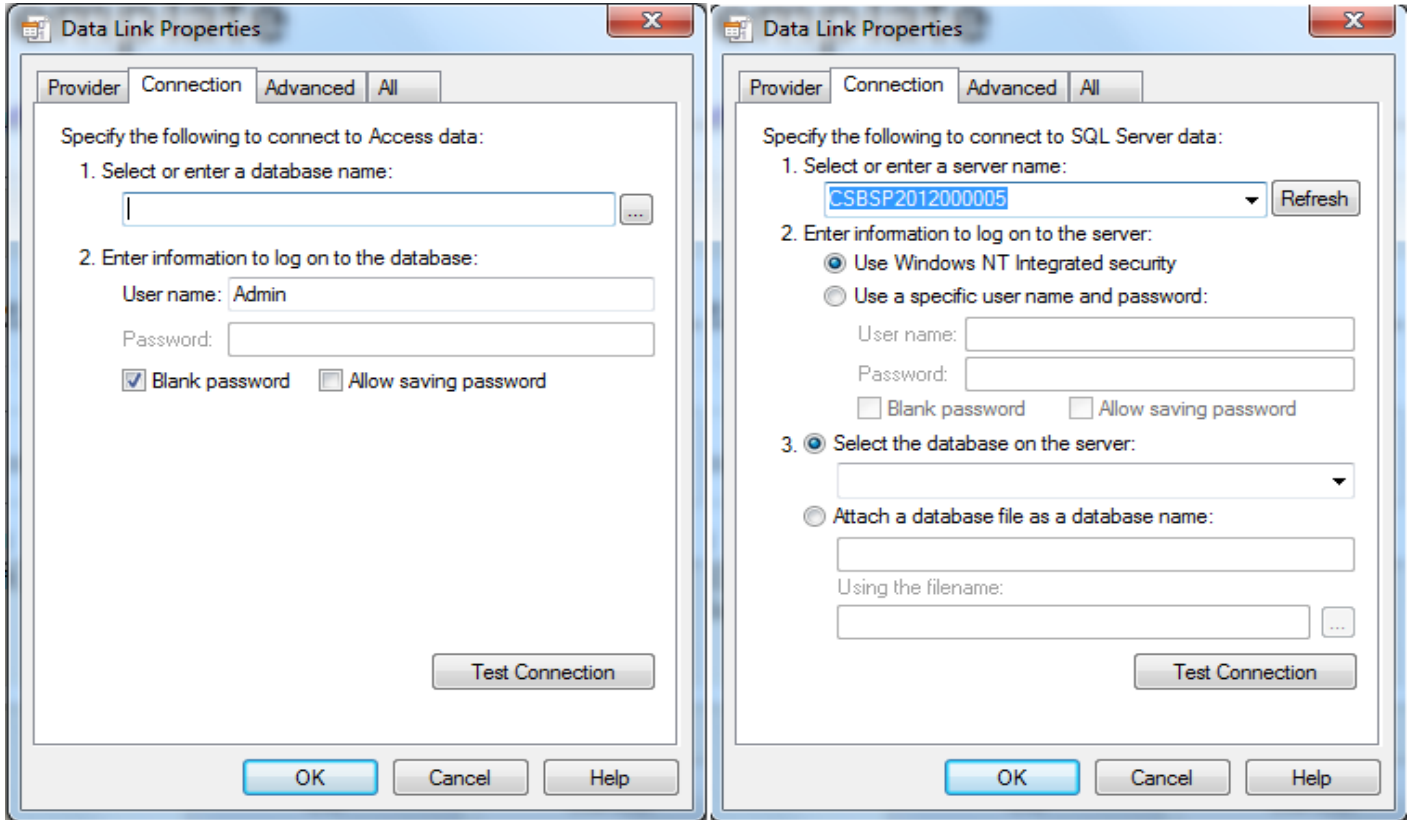 Data Link Properties
Provider Connection Advanced All
Specify the following to connect to Access data:
1. Select or enter a database name:
...
2. Enter information to log on to the database:
User name: Admin
Password:
Blank password Allow saving password
Test Connection
OK Cancel Help
Data Link Properties
Provider Connection Advanced All
Specify the following to connect to SQL Server data:
1. Select or enter a server name:
CSBSP2012000005 Refresh
2. Enter information to log on to the server:
Use Windows NT Integrated security
Use a specific user name and password:
User name:
Password:
Blank password Allow saving password
3. Select the database on the server:
Attach a database file as a database name:
Using the filename:
...
Test Connection
OK Cancel Help